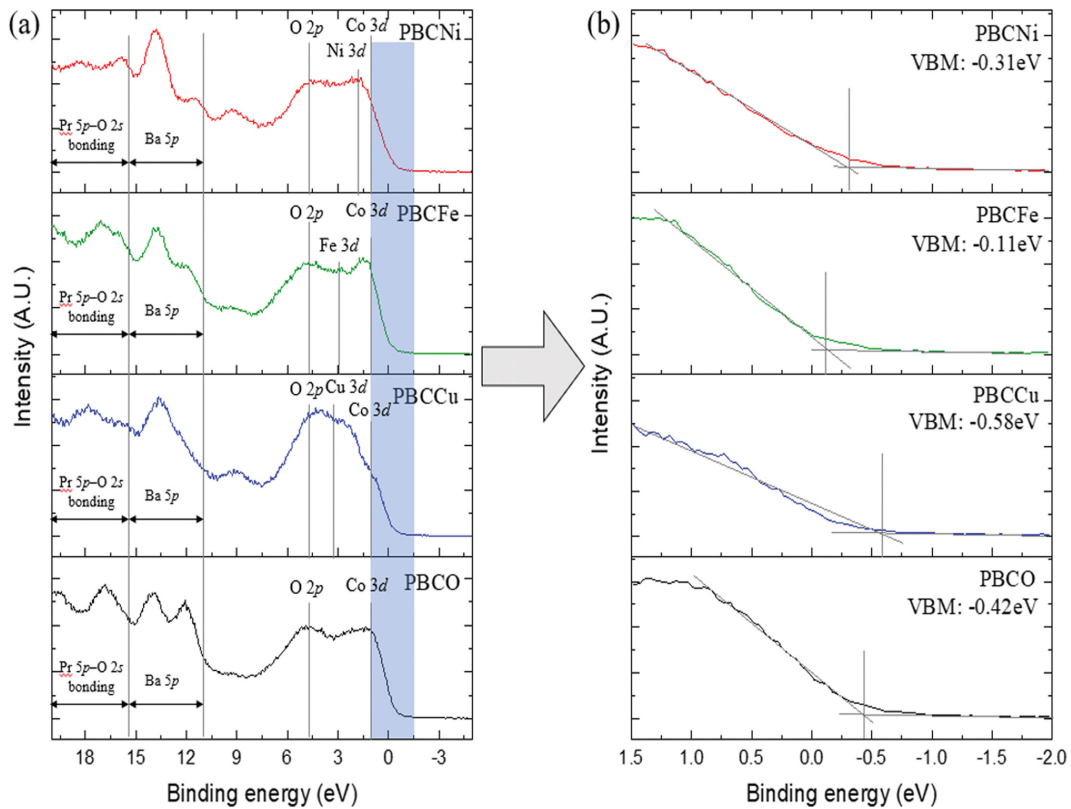 (a)
O 2p
Co 3d
PBCNi
Ni 3d
Pr 5p–O 2s
bonding
Ba 5p
O 2p
Co 3d
PBCFe
Fe 3d
Pr 5p–O 2s
bonding
Ba 5p
O 2p
Cu 3d
PBCCu
Co 3d
Pr 5p–O 2s
bonding
Ba 5p
O 2p
Co 3d
PBCO
Pr 5p–O 2s
bonding
Ba 5p
18 15 12 9 6 3 0 -3
Binding energy (eV)
Intensity (A.U.)
(b)
PBCNi
VBM: -0.31eV
PBCFe
VBM: -0.11eV
PBCCu
VBM: -0.58eV
PBCO
VBM: -0.42eV
1.5 1.0 0.5 0.0 -0.5 -1.0 -1.5 -2.0
Binding energy (eV)
Intensity (A.U.)